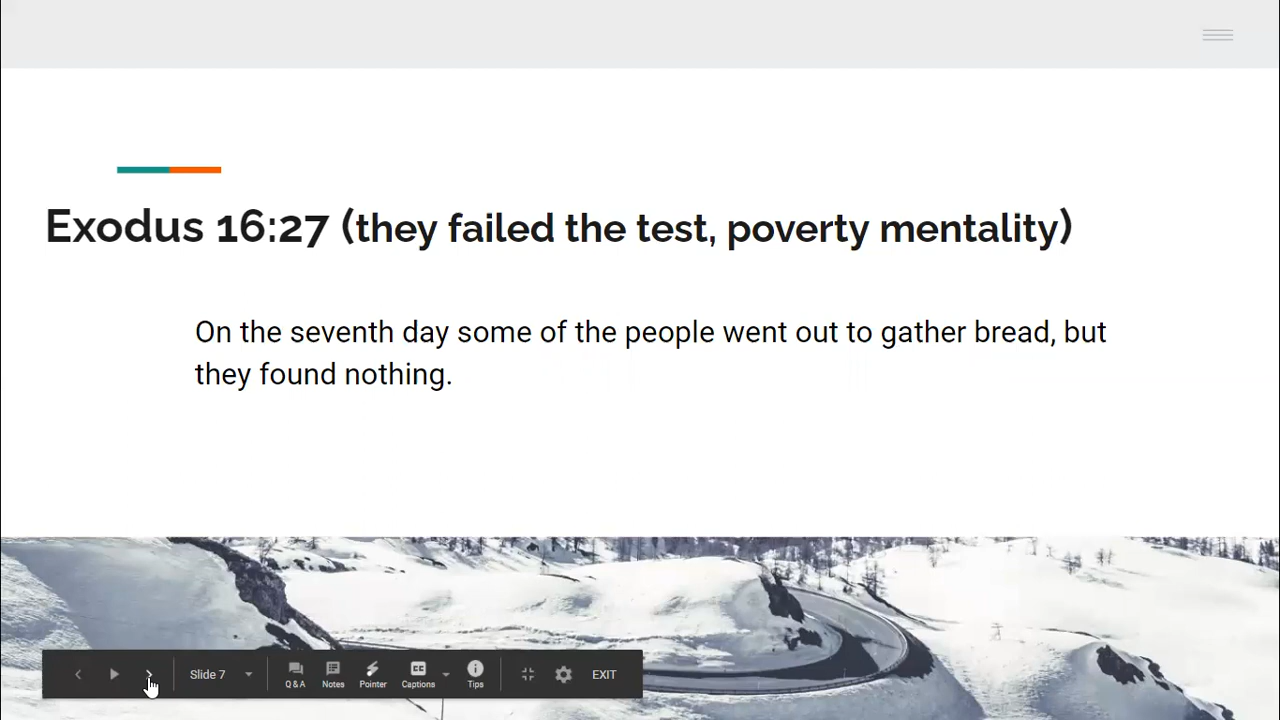 Exodus 16:27 (they failed the test, poverty mentality)
On the seventh day some of the people went out to gather bread, but
they found nothing.
Slide 7
Q & A
Notes
Pointer
CC
Captions
Tips
EXIT